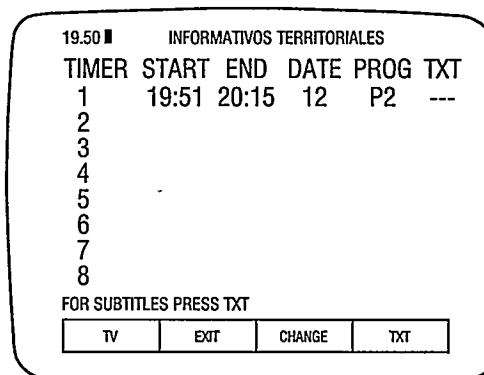 19.50 INFORMATIVOS TERRITORIALES
TIMER START END DATE PROG TXT
1 19:51 20:15 12 P2 ---
2
3
4
5
6
7
8
FOR SUBTITLES PRESS TXT
TV EXIT CHANGE TXT